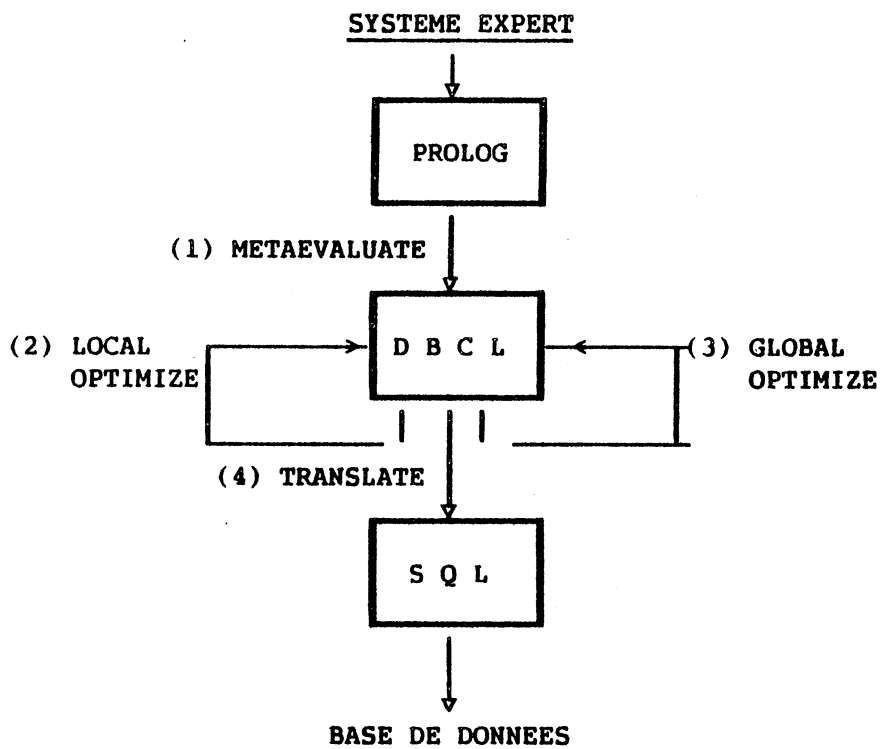 SYSTEME EXPERT
PROLOG
(1) METAEVALUATE
(2) LOCAL
OPTIMIZE
D B C L
(3) GLOBAL
OPTIMIZE
(4) TRANSLATE
S Q L
BASE DE DONNEES